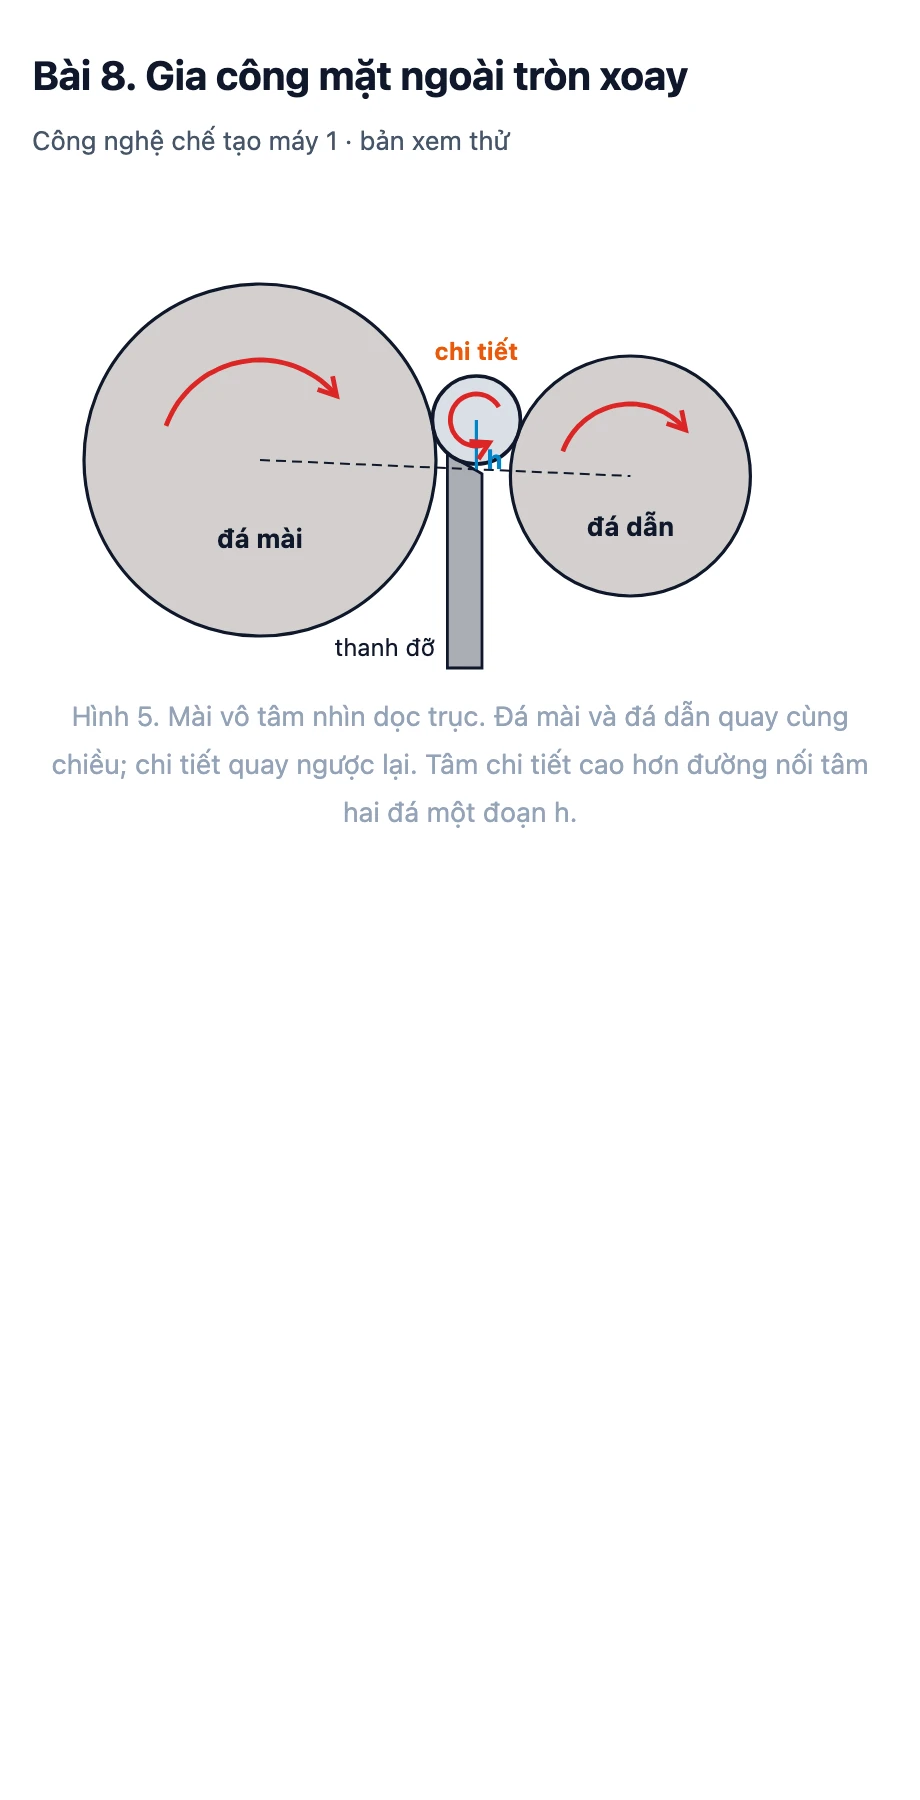 Bài 8. Gia công mặt ngoài tròn xoay
Công nghệ chế tạo máy 1 · bản xem thử
chi tiết
h
đá mài
đá dẫn
thanh đỡ
Hình 5. Mài vô tâm nhìn dọc trục. Đá mài và đá dẫn quay cùng
chiều; chi tiết quay ngược lại. Tâm chi tiết cao hơn đường nối tâm
hai đá một đoạn h.